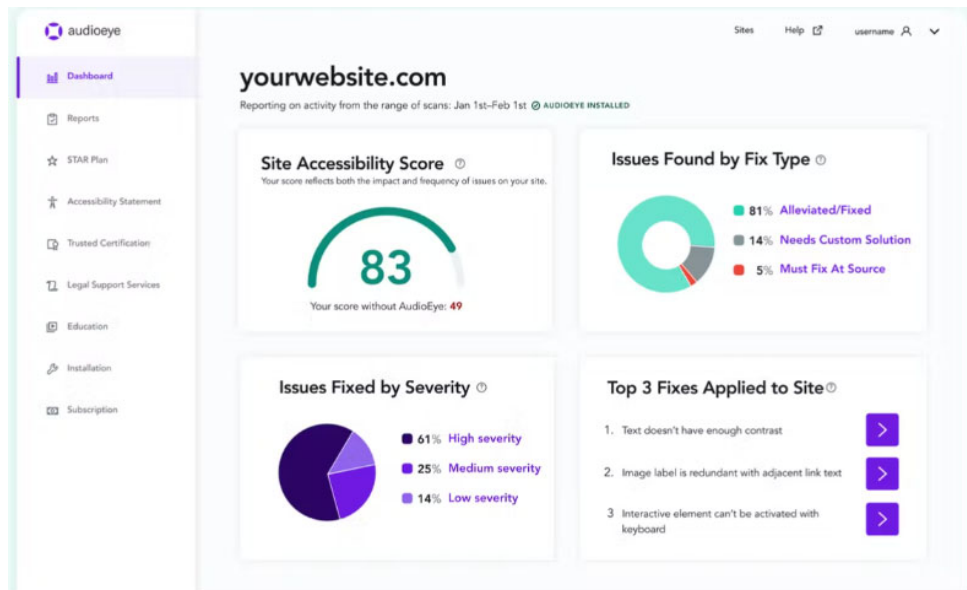 audioeye
Sites
Help
username
Dashboard
Reports
STAR Plan
Accessibility Statement
Trusted Certification
Legal Support Services
Education
Installation
Subscription
yourwebsite.com
Reporting on activity from the range of scans: Jan 1st–Feb 1st AUDIOEYE INSTALLED
Site Accessibility Score
Your score reflects both the impact and frequency of issues on your site.
83
Your score without AudioEye: 49
Issues Found by Fix Type
81% Alleviated/Fixed
14% Needs Custom Solution
5% Must Fix At Source
Issues Fixed by Severity
61% High severity
25% Medium severity
14% Low severity
Top 3 Fixes Applied to Site
1. Text doesn't have enough contrast
2. Image label is redundant with adjacent link text
3 Interactive element can't be activated with
keyboard